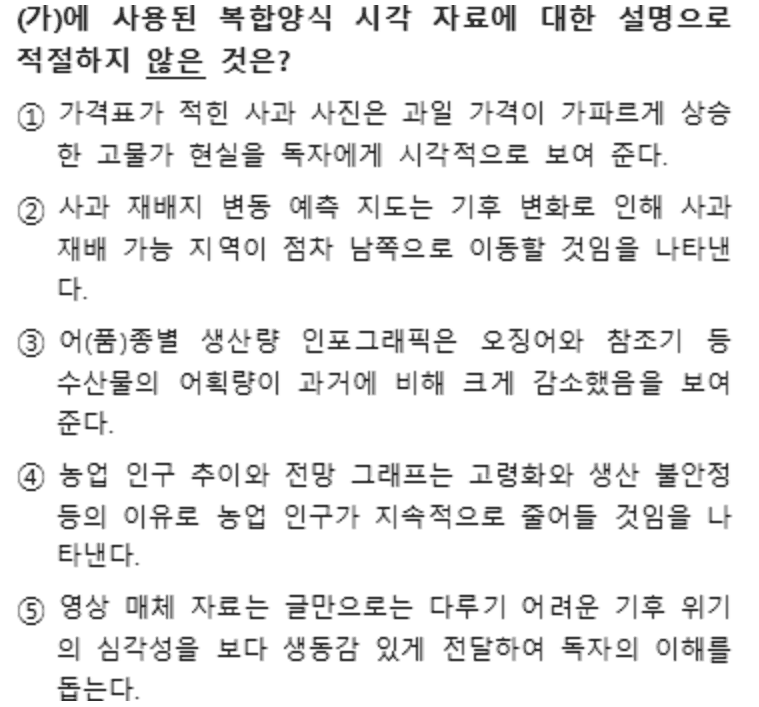 (가)에 사용된 복합양식 시각 자료에 대한 설명으로
적절하지 않은 것은?
① 가격표가 적힌 사과 사진은 과일 가격이 가파르게 상승
한 고물가 현실을 독자에게 시각적으로 보여 준다.
② 사과 재배지 변동 예측 지도는 기후 변화로 인해 사과
재배 가능 지역이 점차 남쪽으로 이동할 것임을 나타낸
다.
③ 어(품)종별 생산량 인포그래픽은 오징어와 참조기 등
수산물의 어획량이 과거에 비해 크게 감소했음을 보여
준다.
④ 농업 인구 추이와 전망 그래프는 고령화와 생산 불안정
등의 이유로 농업 인구가 지속적으로 줄어들 것임을 나
타낸다.
⑤ 영상 매체 자료는 글만으로는 다루기 어려운 기후 위기
의 심각성을 보다 생동감 있게 전달하여 독자의 이해를
돕는다.